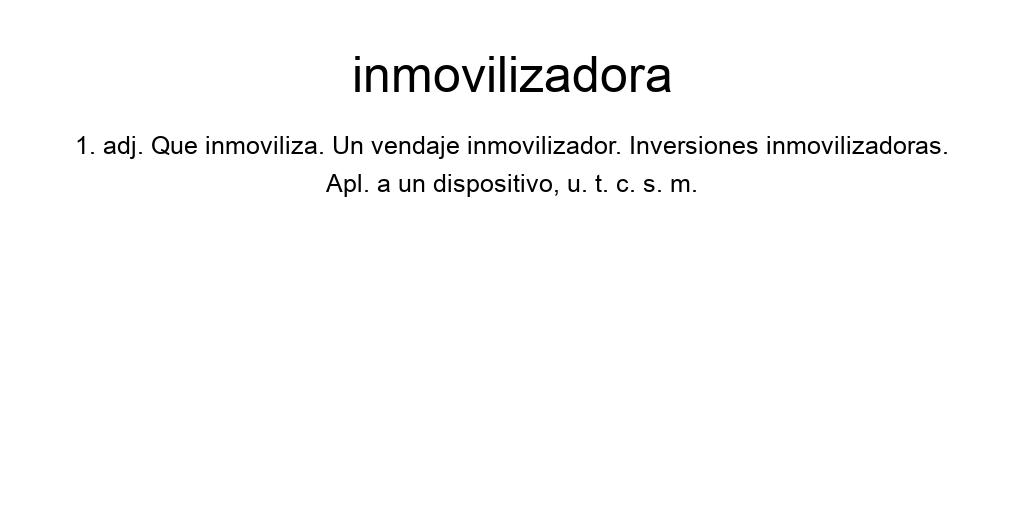 inmovilizadora
1. adj. Que inmoviliza. Un vendaje inmovilizador. Inversiones inmovilizadoras.
Apl. a un dispositivo, u. t. c. s. m.